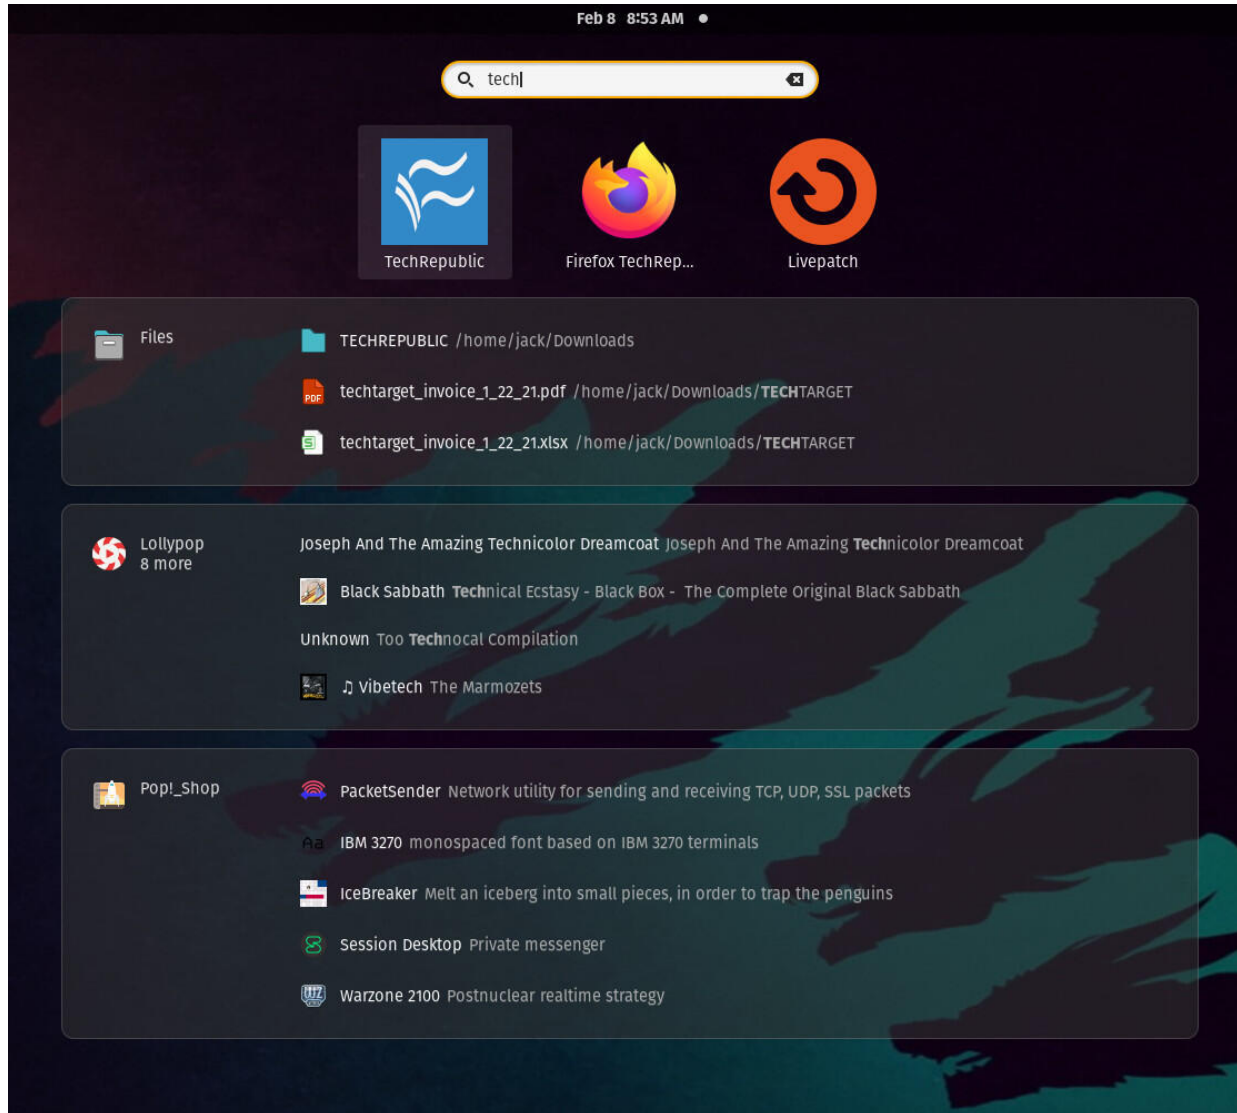 Feb 8 8:53 AM
tech
TechRepublic
Firefox TechRep...
Livepatch
Files
TECHREPUBLIC /home/jack/Downloads
PDF
techtarget_invoice_1_22_21.pdf /home/jack/Downloads/TECHTARGET
S
techtarget_invoice_1_22_21.xlsx /home/jack/Downloads/TECHTARGET
Lollypop
8 more
Joseph And The Amazing Technicolor Dreamcoat Joseph And The Amazing Technicolor Dreamcoat
Black Sabbath Technical Ecstasy - Black Box - The Complete Original Black Sabbath
Unknown Too Technocal Compilation
♫ Vibetech The Marmozets
Pop!_Shop
PacketSender Network utility for sending and receiving TCP, UDP, SSL packets
Aa
IBM 3270 monospaced font based on IBM 3270 terminals
IceBreaker Melt an iceberg into small pieces, in order to trap the penguins
Session Desktop Private messenger
WZ
Warzone 2100 Postnuclear realtime strategy